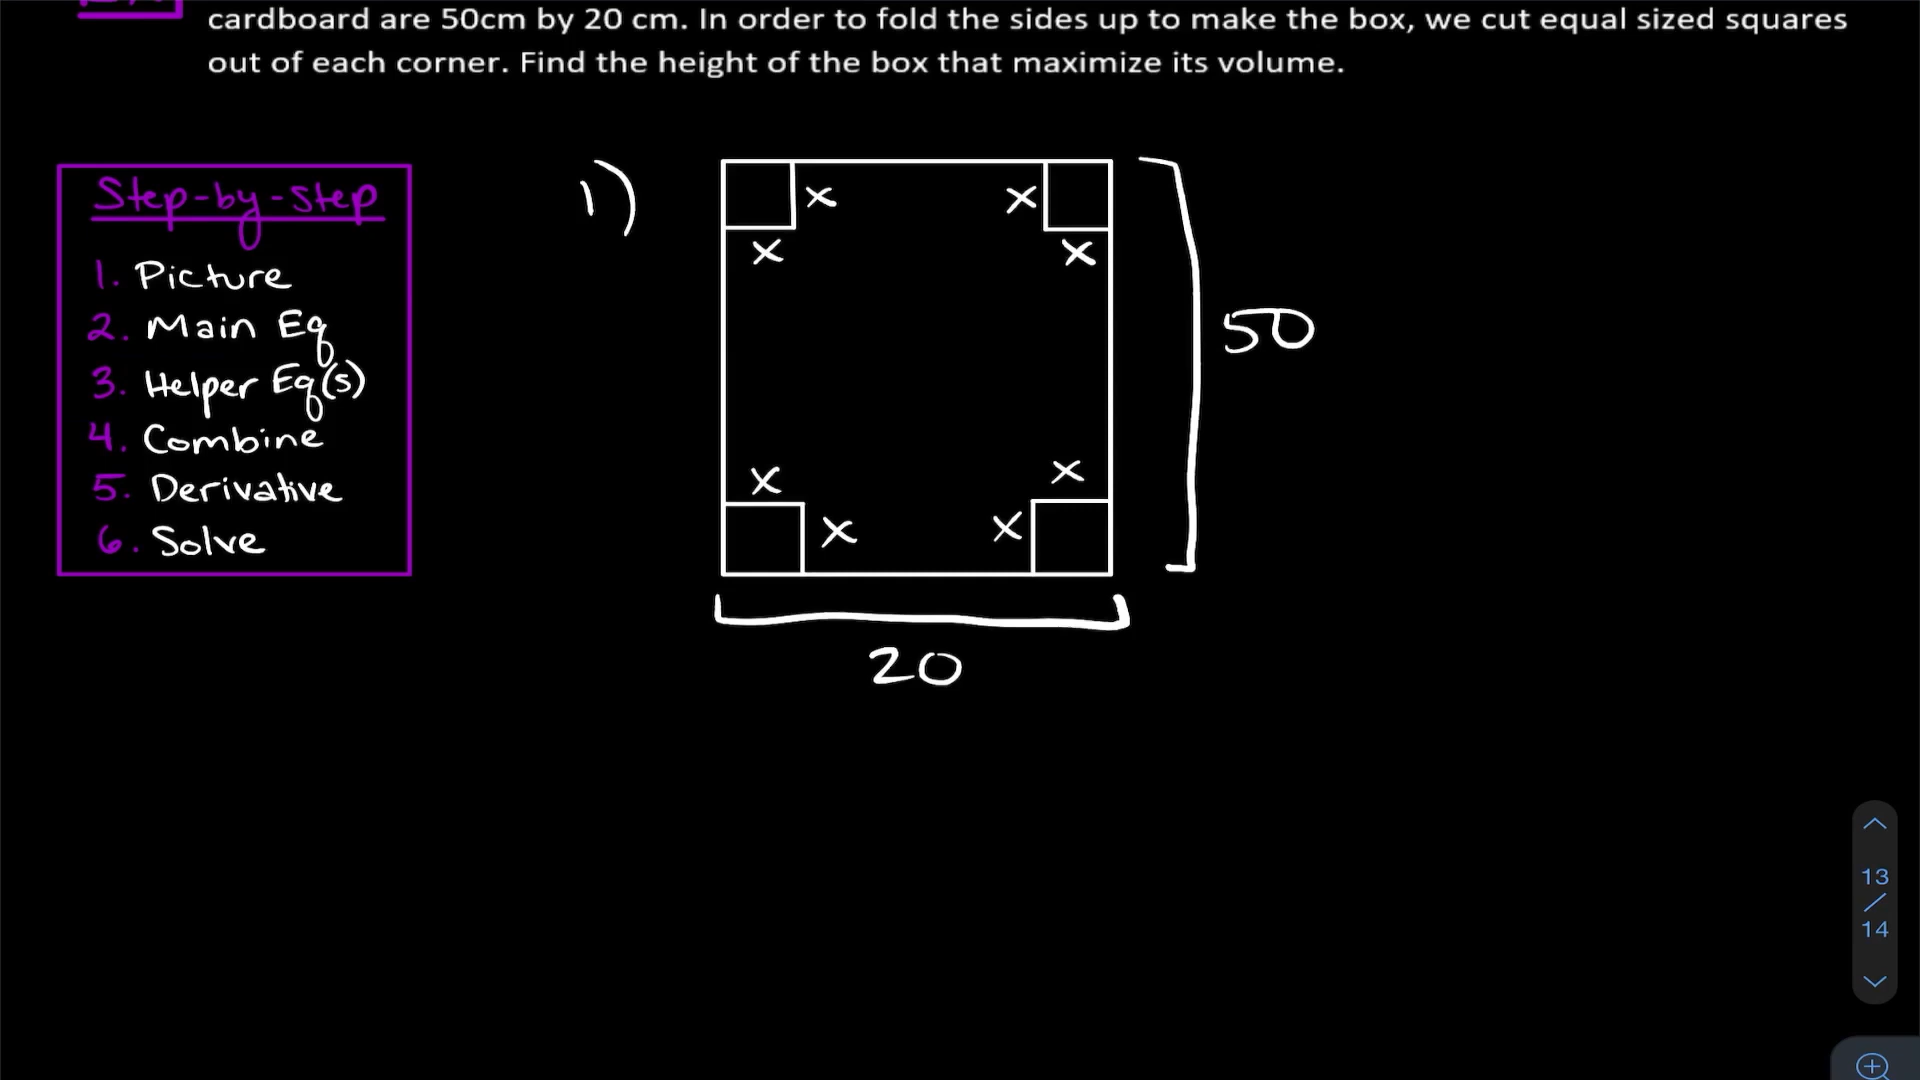 cardboard are 50cm by 20 cm. In order to fold the sides up to make the box, we cut equal sized squares
out of each corner. Find the height of the box that maximize its volume.
Step-by-step
1. Picture
2. Main Eq
3. Helper Eq(s)
4. Combine
5. Derivative
6. Solve
1)
x x
x x
50
x x
x x
20
13
/
14